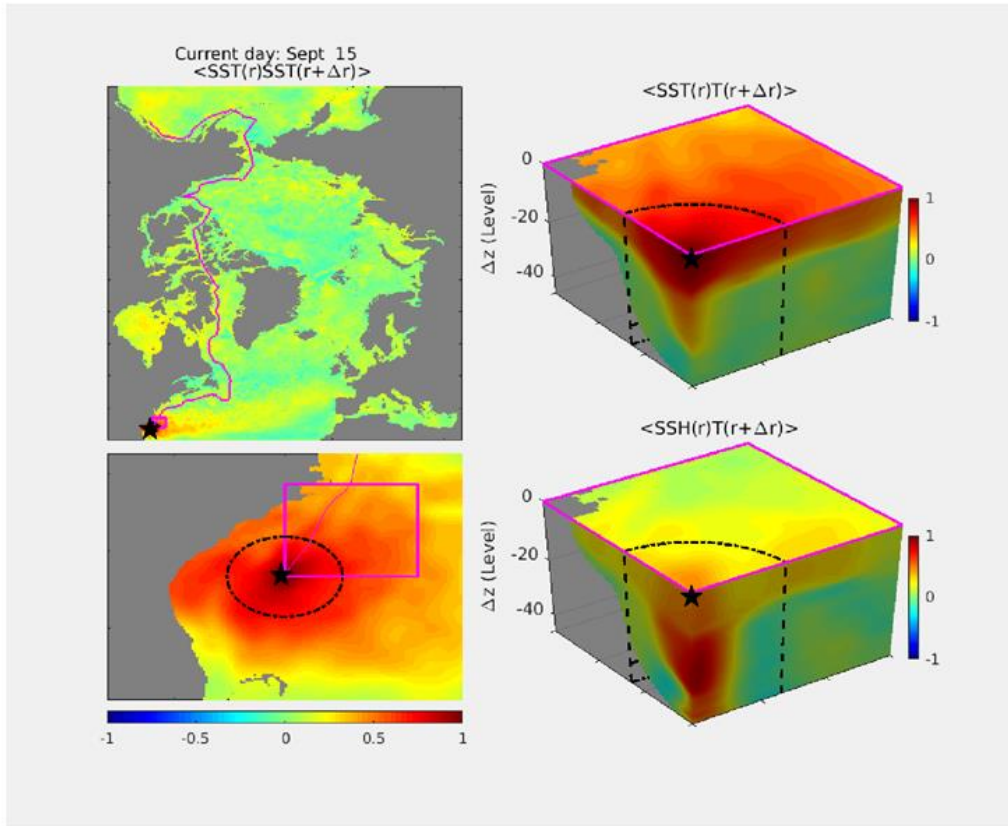 Current day: Sept 15
<SST(r)SST(r+Δr)>
-1 -0.5 0 0.5 1
<SST(r)T(r+Δr)>
0
-20
-40
Δz (Level)
1
0
-1
<SSH(r)T(r+Δr)>
0
-20
-40
Δz (Level)
1
0
-1